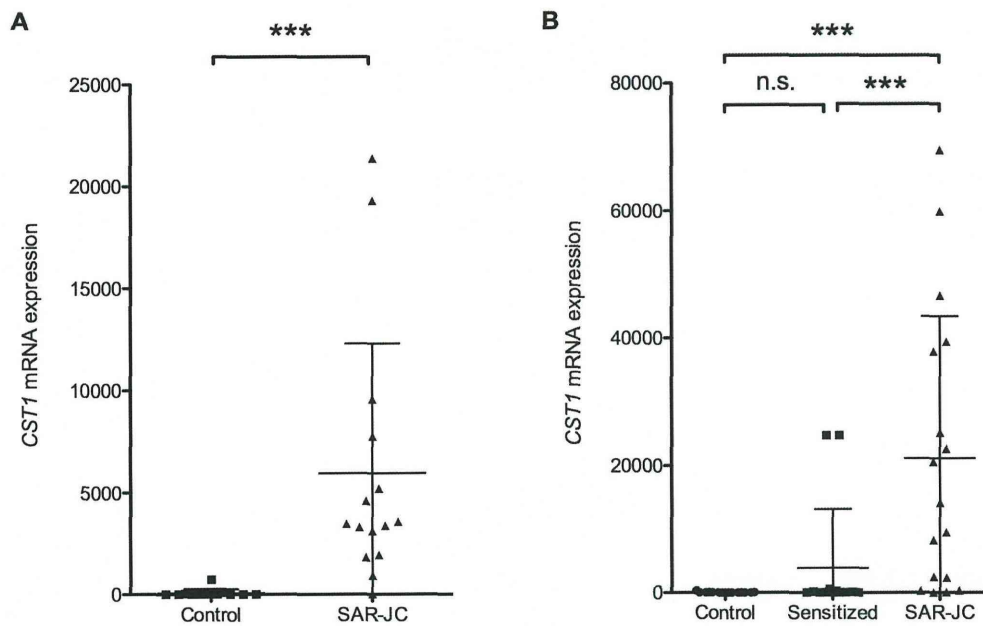 A
***
25000
20000
15000
10000
5000
0
CST1 mRNA expression
Control
SAR-JC
B
***
n.s.
***
80000
60000
40000
20000
0
CST1 mRNA expression
Control
Sensitized
SAR-JC